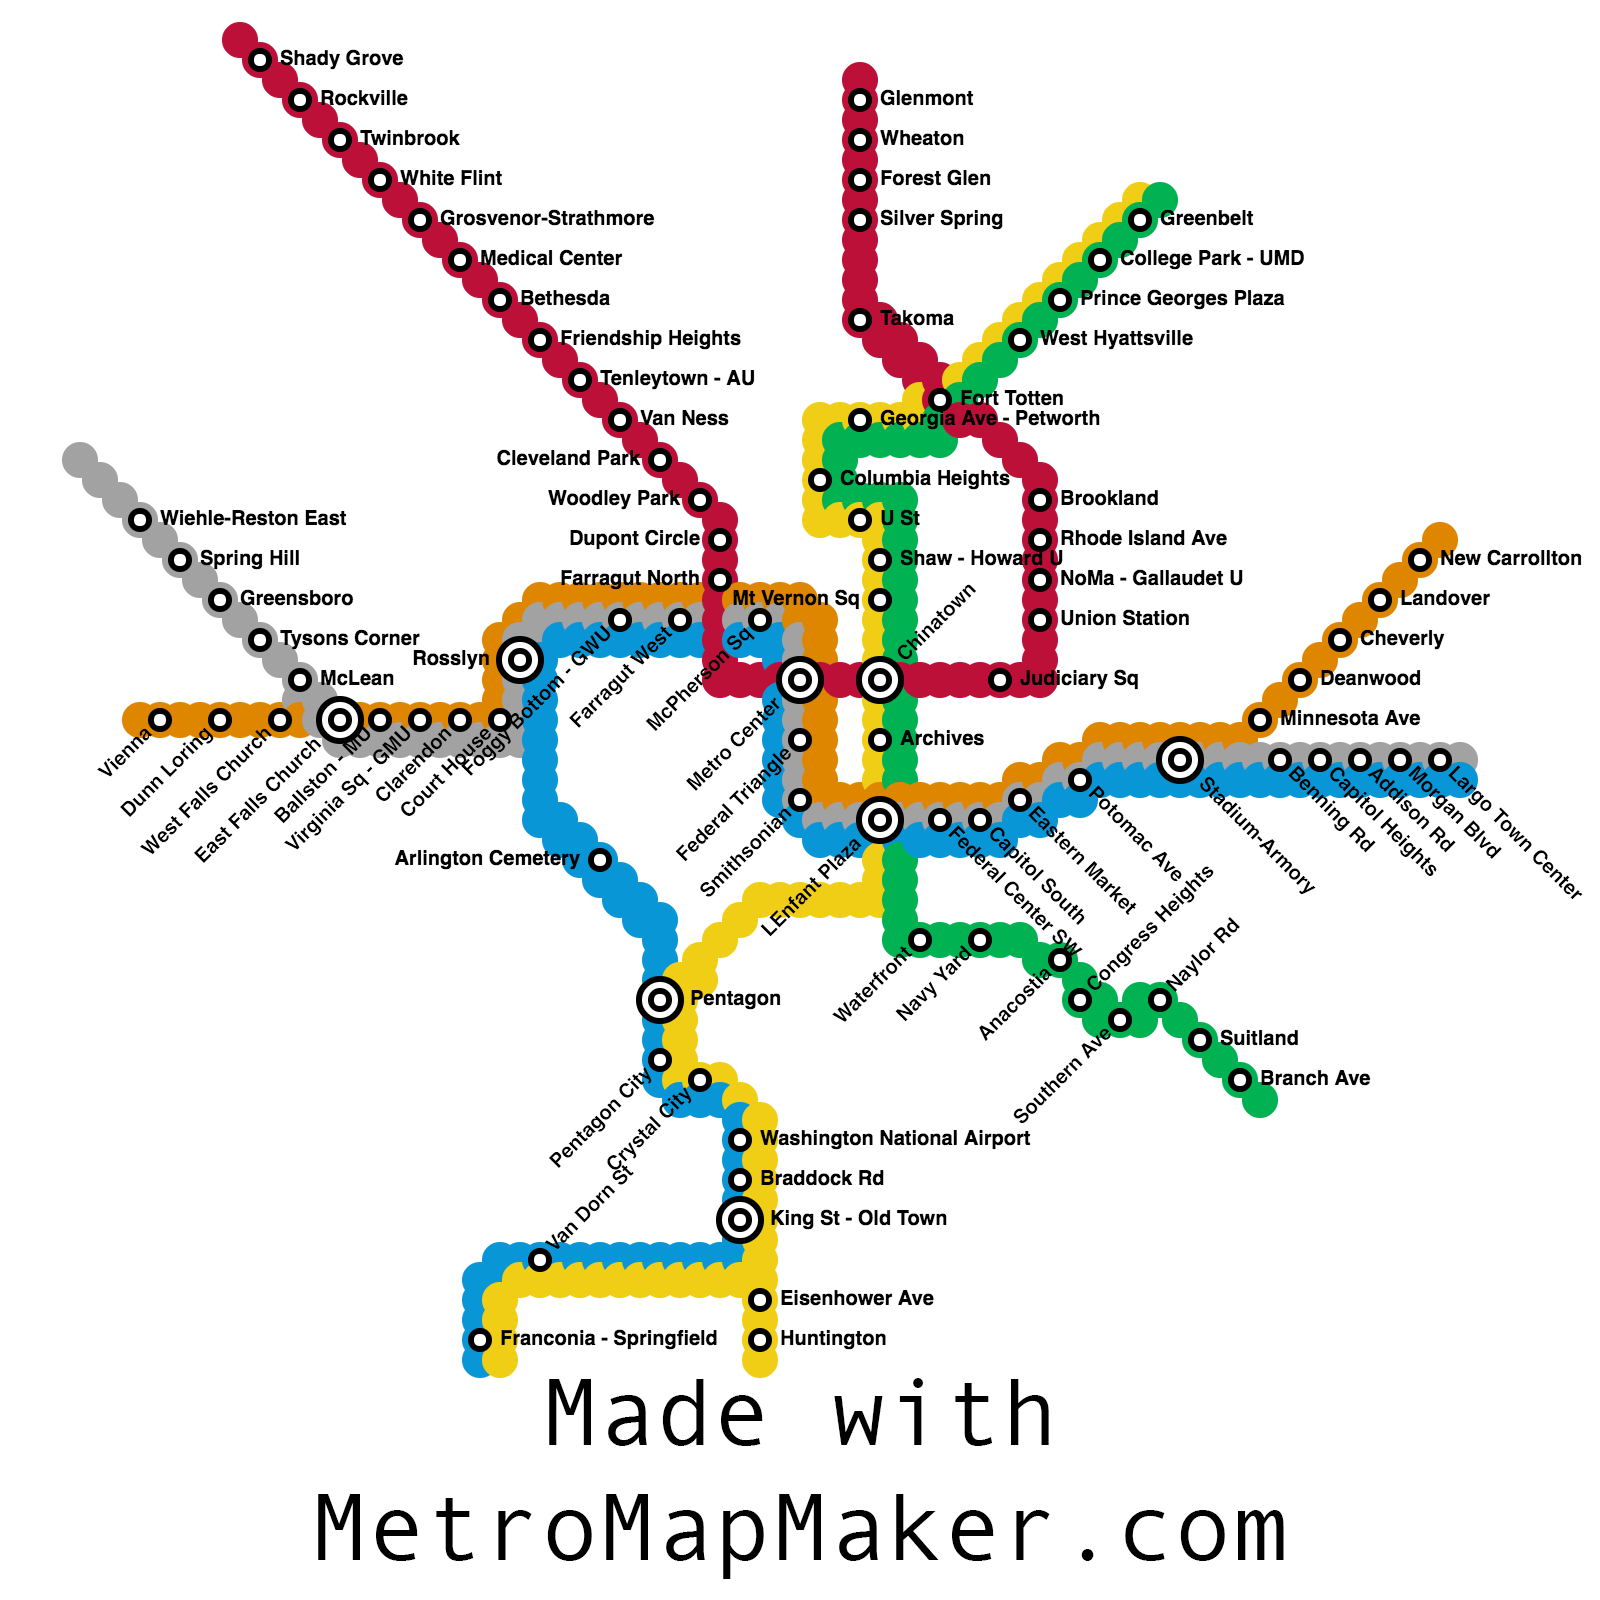 Shady Grove
Rockville
Twinbrook
White Flint
Grosvenor-Strathmore
Medical Center
Bethesda
Friendship Heights
Tenleytown - AU
Van Ness
Cleveland Park
Woodley Park
Dupont Circle
Farragut North
Glenmont
Wheaton
Forest Glen
Silver Spring
Takoma
Fort Totten
Greenbelt
College Park - UMD
Prince Georges Plaza
West Hyattsville
Georgia Ave - Petworth
Columbia Heights
U St
Shaw - Howard U
Mt Vernon Sq
Chinatown
Brookland
Rhode Island Ave
NoMa - Gallaudet U
Union Station
Judiciary Sq
Wiehle-Reston East
Spring Hill
Greensboro
Tysons Corner
McLean
Rosslyn
Vienna
Dunn Loring
West Falls Church
East Falls Church
Ballston - MU
Virginia Sq - GMU
Clarendon
Court House
Foggy Bottom - GWU
Farragut West
McPherson Sq
Metro Center
Federal Triangle
Smithsonian
LEnfant Plaza
Archives
Federal Center SW
Capitol South
Eastern Market
Potomac Ave
Stadium-Armory
New Carrollton
Landover
Cheverly
Deanwood
Minnesota Ave
Benning Rd
Capitol Heights
Addison Rd
Morgan Blvd
Largo Town Center
Arlington Cemetery
Pentagon
Pentagon City
Crystal City
Washington National Airport
Braddock Rd
King St - Old Town
Van Dorn St
Franconia - Springfield
Eisenhower Ave
Huntington
Waterfront
Navy Yard
Anacostia
Congress Heights
Southern Ave
Naylor Rd
Suitland
Branch Ave
Made with
MetroMapMaker.com